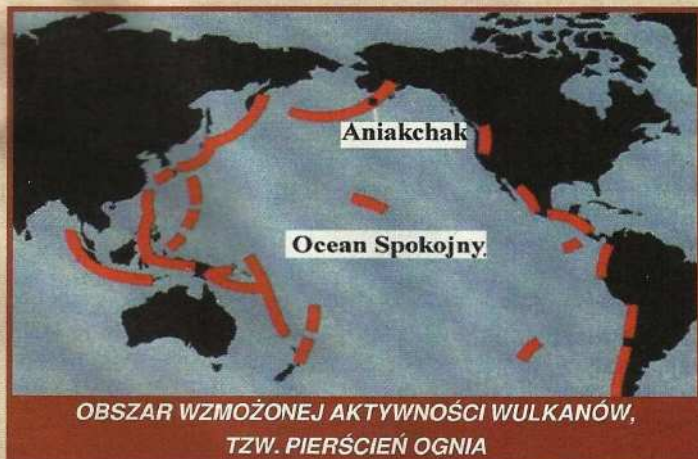 Aniakchak
Ocean Spokojny
OBSZAR WZMOŻONEJ AKTYWNOŚCI WULKANÓW,
TZW. PIERŚCIEŃ OGNIA